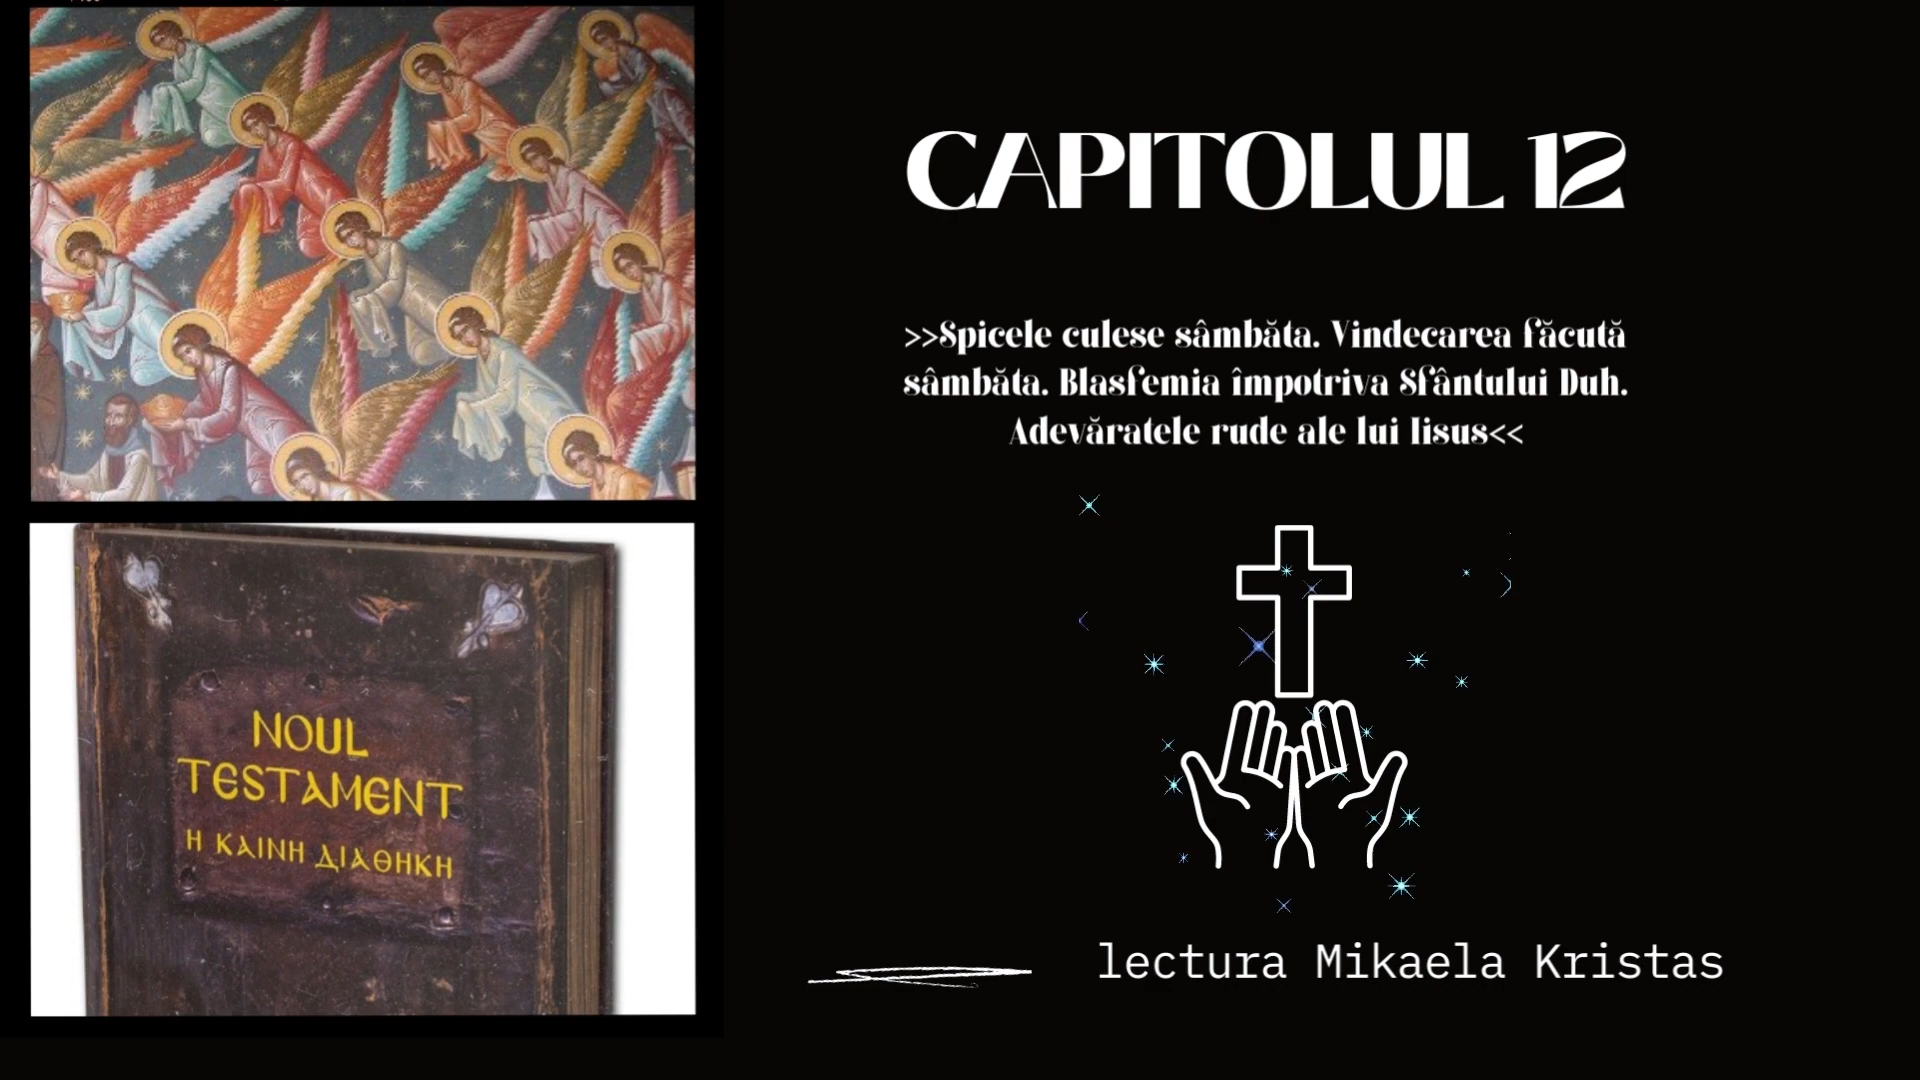 CAPITOLUL 12
>>Spicele culese sâmbăta. Vindecarea făcută
sâmbăta. Blasfemia împotriva Sfântului Duh.
Adevăratele rude ale lui Iisus<<
NOUL
TESTAMENT
Η ΚΑΙΝΗ ΔΙΑΘΗΚΗ
lectura Mikaela Kristas